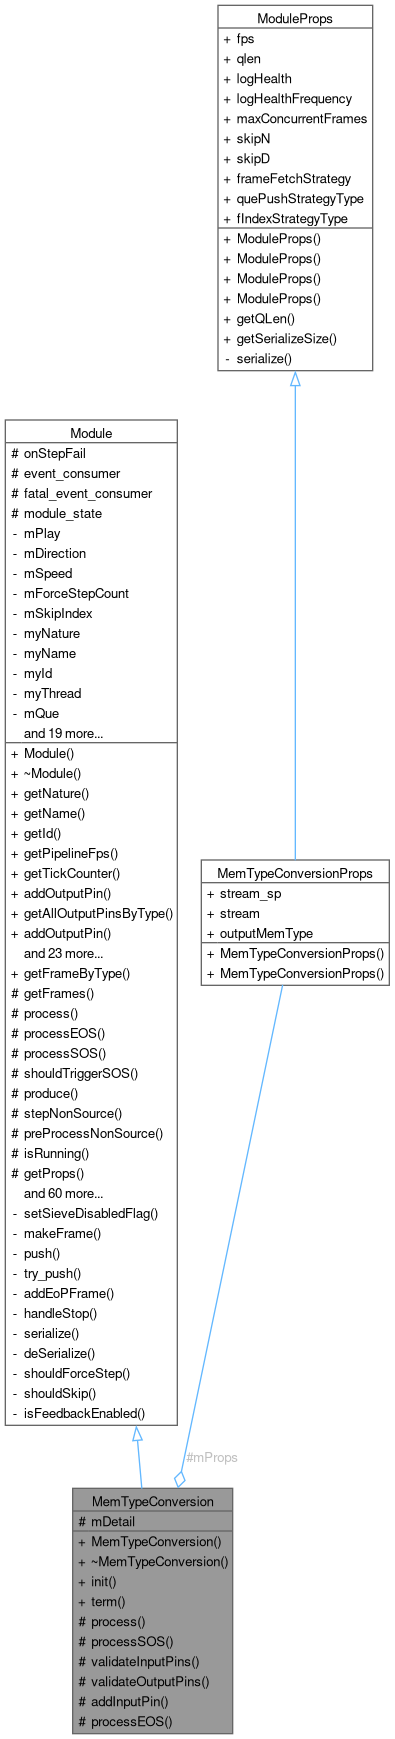 ModuleProps
+ fps
+ qlen
+ logHealth
+ logHealthFrequency
+ maxConcurrentFrames
+ skipN
+ skipD
+ frameFetchStrategy
+ quePushStrategyType
+ fIndexStrategyType
+ ModuleProps()
+ ModuleProps()
+ ModuleProps()
+ ModuleProps()
+ getQLen()
+ getSerializeSize()
- serialize()
Module
# onStepFail
# event_consumer
# fatal_event_consumer
# module_state
- mPlay
- mDirection
- mSpeed
- mForceStepCount
- mSkipIndex
- myNature
- myName
- myId
- myThread
- mQue
and 19 more...
+ Module()
+ ~Module()
+ getNature()
+ getName()
+ getId()
+ getPipelineFps()
+ getTickCounter()
+ addOutputPin()
+ getAllOutputPinsByType()
+ addOutputPin()
and 23 more...
+ getFrameByType()
# getFrames()
# process()
# processEOS()
# processSOS()
# shouldTriggerSOS()
# produce()
# stepNonSource()
# preProcessNonSource()
# isRunning()
# getProps()
and 60 more...
- setSieveDisabledFlag()
- makeFrame()
- push()
- try_push()
- addEoPFrame()
- handleStop()
- serialize()
- deSerialize()
- shouldForceStep()
- shouldSkip()
- isFeedbackEnabled()
MemTypeConversionProps
+ stream_sp
+ stream
+ outputMemType
+ MemTypeConversionProps()
+ MemTypeConversionProps()
#mProps
MemTypeConversion
# mDetail
+ MemTypeConversion()
+ ~MemTypeConversion()
+ init()
+ term()
# process()
# processSOS()
# validateInputPins()
# validateOutputPins()
# addInputPin()
# processEOS()